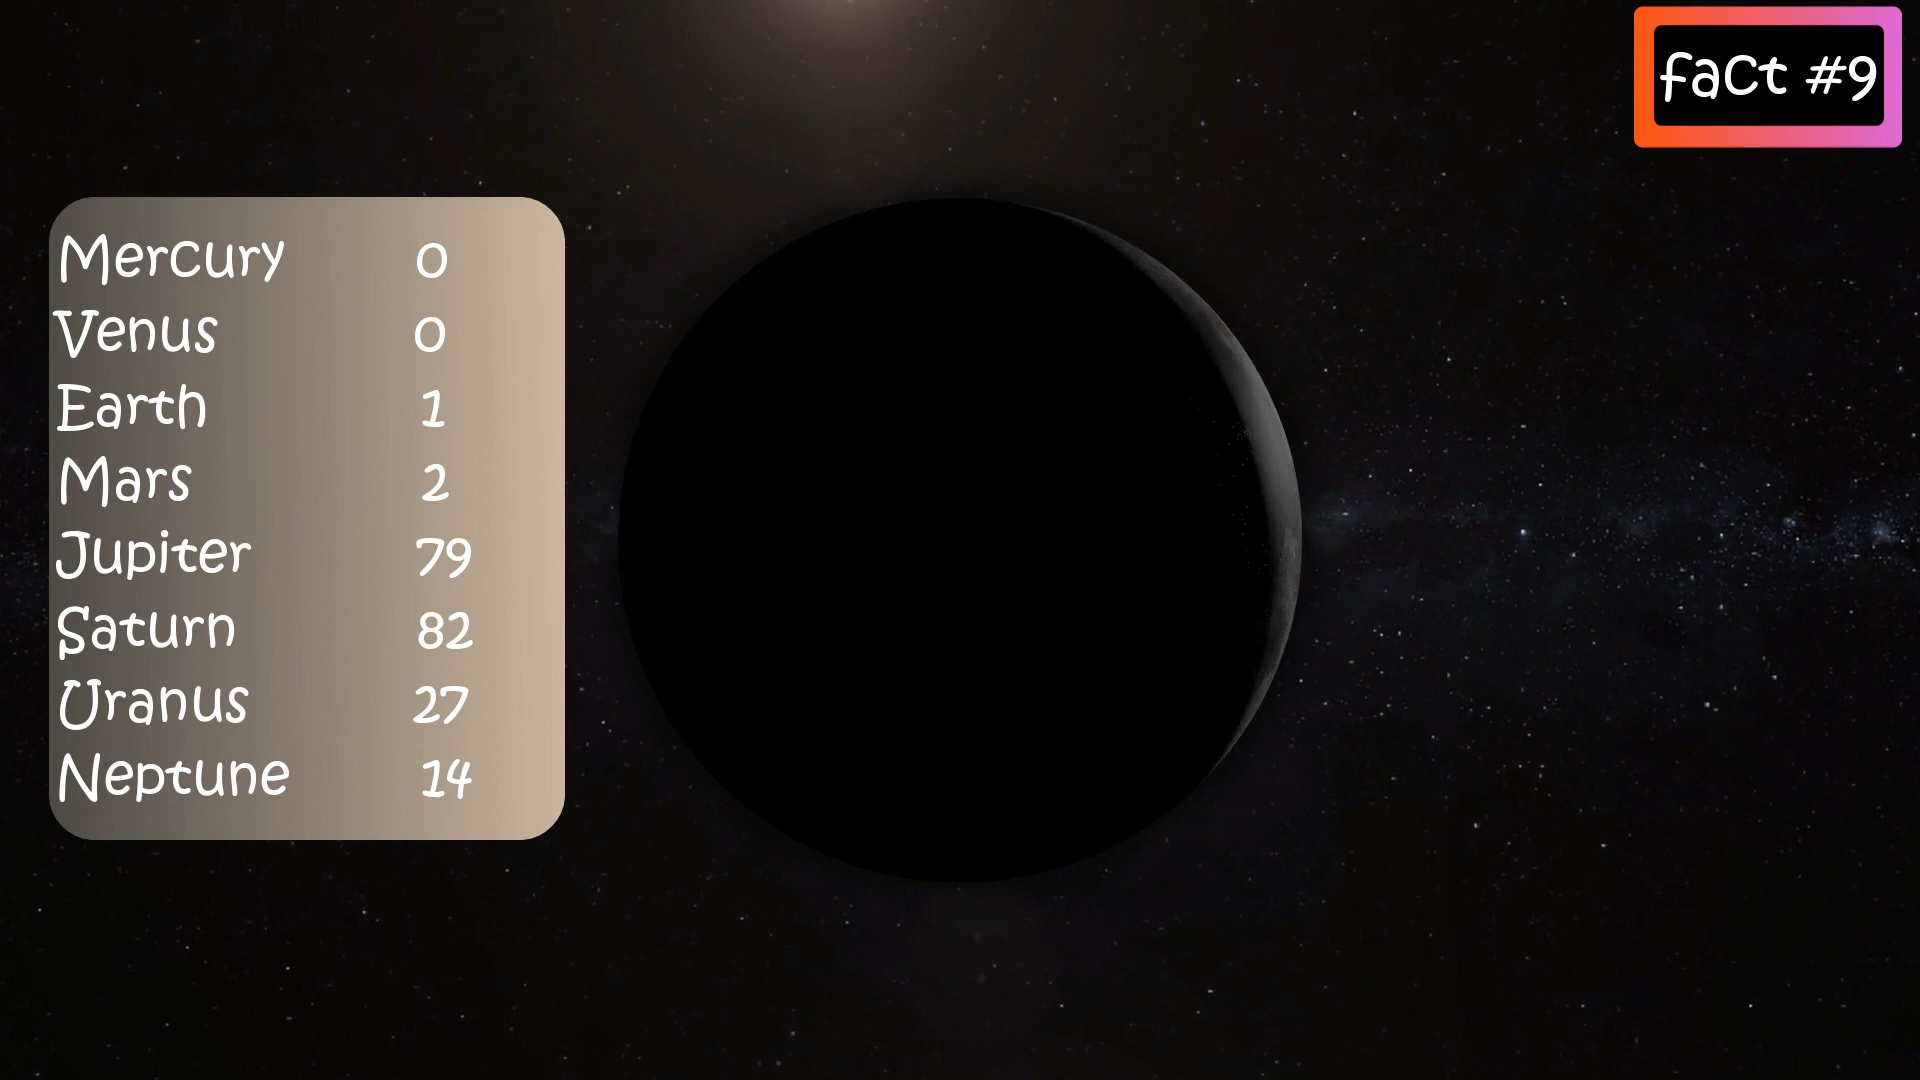 faCt #9
Mercury 0
Venus 0
Earth 1
Mars 2
Jupiter 79
Saturn 82
Uranus 27
Neptune 14